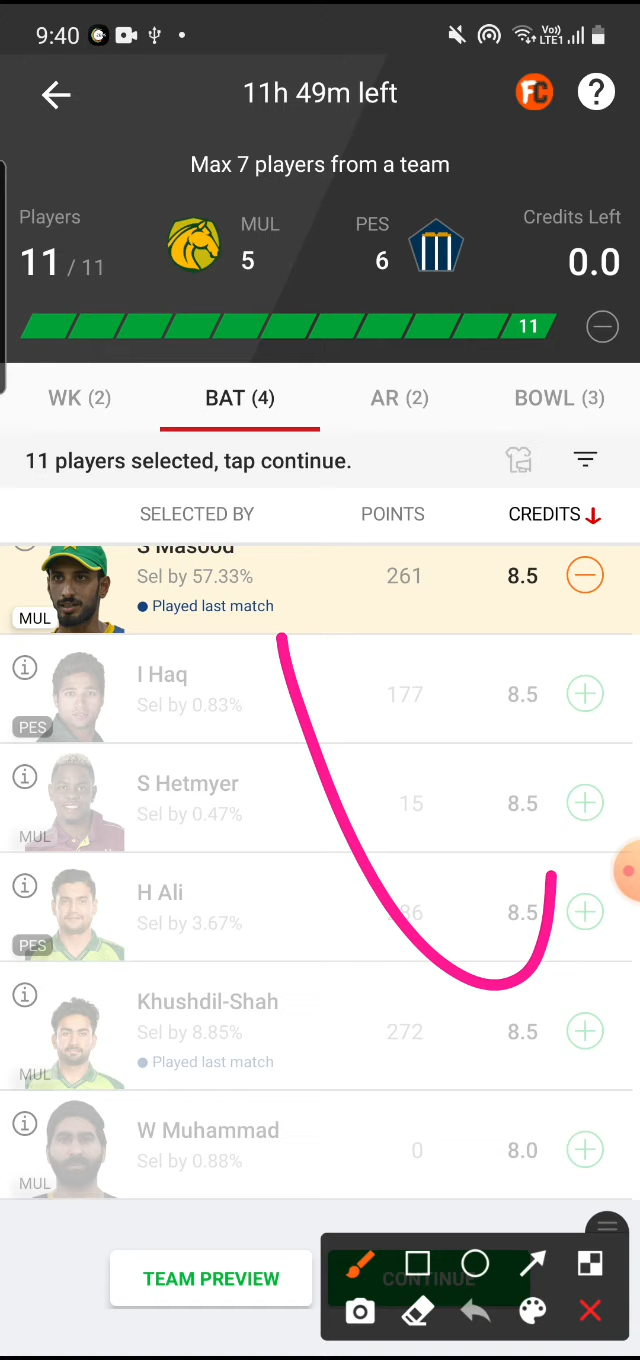 9:40 Vo)) LTE1
11h 49m left FC ?
Max 7 players from a team
Players MUL PES Credits Left
11 / 11 5 6 0.0
11
WK (2) BAT (4) AR (2) BOWL (3)
11 players selected, tap continue.
SELECTED BY POINTS CREDITS
S Masood
Sel by 57.33% 261 8.5
Played last match
MUL
I Haq
Sel by 0.83% 177 8.5
PES
S Hetmyer
Sel by 0.47% 15 8.5
MUL
H Ali
Sel by 3.67% 8.5
PES
Khushdil-Shah
Sel by 8.85% 272 8.5
Played last match
MUL
W Muhammad
Sel by 0.88% 0 8.0
MUL
TEAM PREVIEW CONTINUE